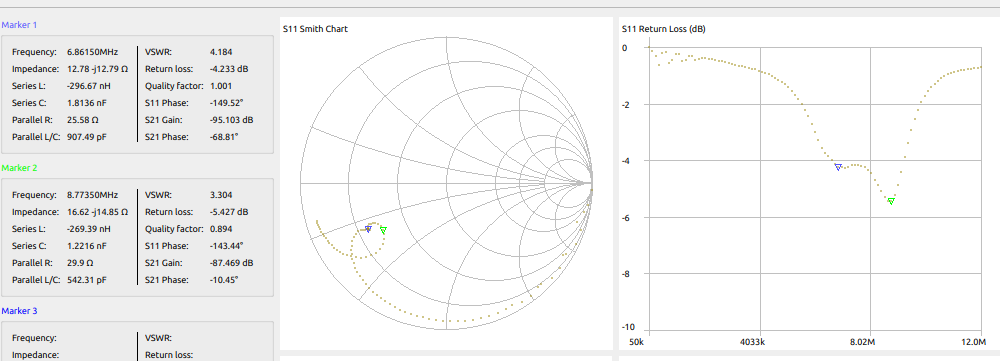 Marker 1
Frequency: 6.86150MHz VSWR: 4.184
Impedance: 12.78 -j12.79 Ω Return loss: -4.233 dB
Series L: -296.67 nH Quality factor: 1.001
Series C: 1.8136 nF S11 Phase: -149.52°
Parallel R: 25.58 Ω S21 Gain: -95.103 dB
Parallel L/C: 907.49 pF S21 Phase: -68.81°
Marker 2
Frequency: 8.77350MHz VSWR: 3.304
Impedance: 16.62 -j14.85 Ω Return loss: -5.427 dB
Series L: -269.39 nH Quality factor: 0.894
Series C: 1.2216 nF S11 Phase: -143.44°
Parallel R: 29.9 Ω S21 Gain: -87.469 dB
Parallel L/C: 542.31 pF S21 Phase: -10.45°
Marker 3
Frequency: VSWR:
Impedance: Return loss:
S11 Smith Chart
S11 Return Loss (dB)
0
-2
-4
-6
-8
-10
50k 4033k 8.02M 12.0M